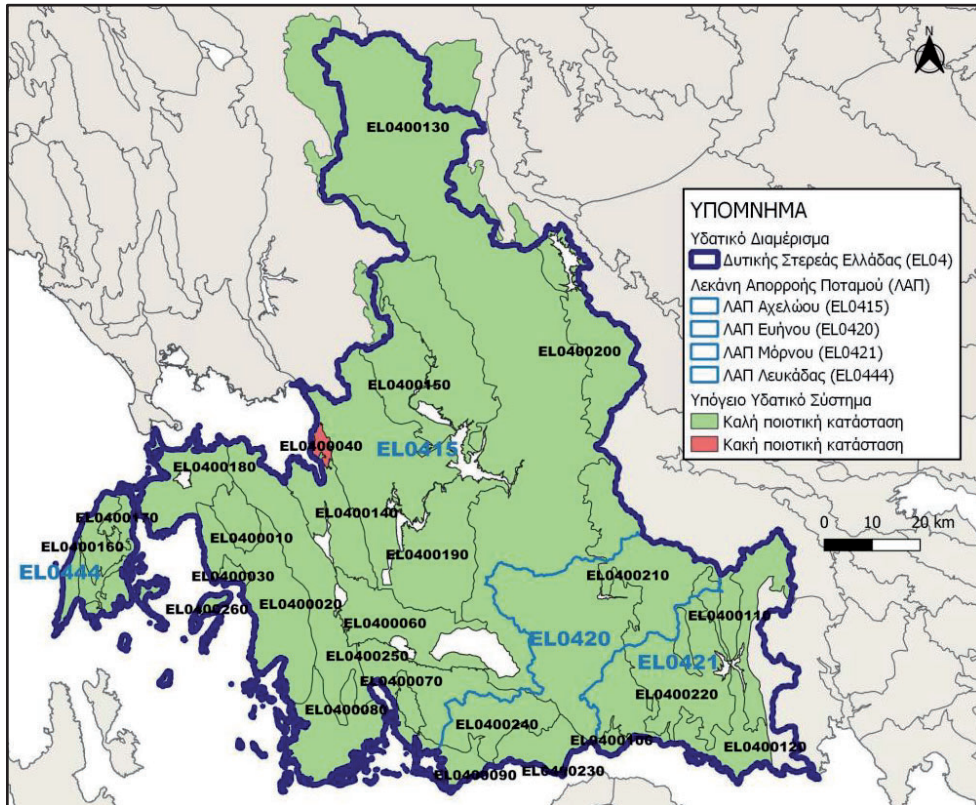 N
EL0400130
ΥΠΟΜΝΗΜΑ
Υδατικό Διαμέρισμα
Δυτικής Στερεάς Ελλάδας (EL04)
Λεκάνη Απορροής Ποταμού (ΛΑΠ)
ΛΑΠ Αχελώου (EL0415)
ΛΑΠ Ευήνου (EL0420)
ΛΑΠ Μόρνου (EL0421)
ΛΑΠ Λευκάδας (EL0444)
Υπόγειο Υδατικό Σύστημα
Καλή ποιοτική κατάσταση
Κακή ποιοτική κατάσταση
EL0400200
EL0400150
EL0400040
EL0415
EL0400180
EL0400140
EL0400170
EL0400010
EL0400160
EL0400190
EL0444
EL0400030
EL0400210
EL0400020
EL0400260
EL0400110
EL0400060
EL0420
EL0400250
EL0421
EL0400070
EL0400220
EL0400080
EL0400240
EL0400100
EL0400120
EL0400090
EL0400230
0 10 20 km